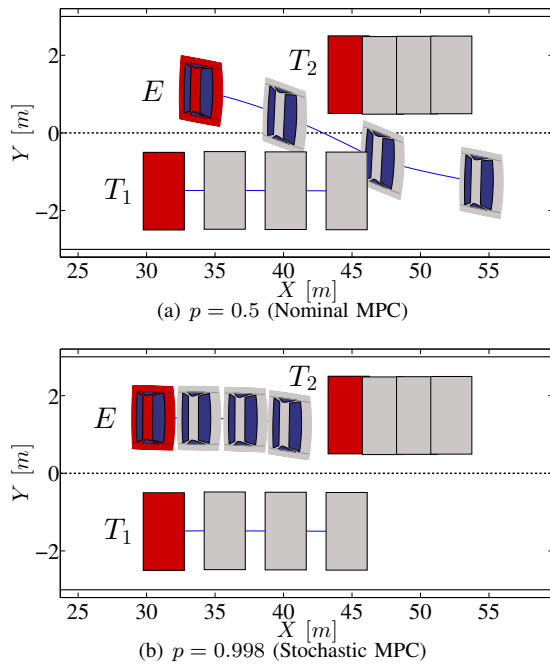 2
0
−2
Y [m]
E
T₁
T₂
25 30 35 40 45 50 55
X [m]
(a) p = 0.5 (Nominal MPC)
2
0
−2
Y [m]
E
T₁
T₂
25 30 35 40 45 50 55
X [m]
(b) p = 0.998 (Stochastic MPC)